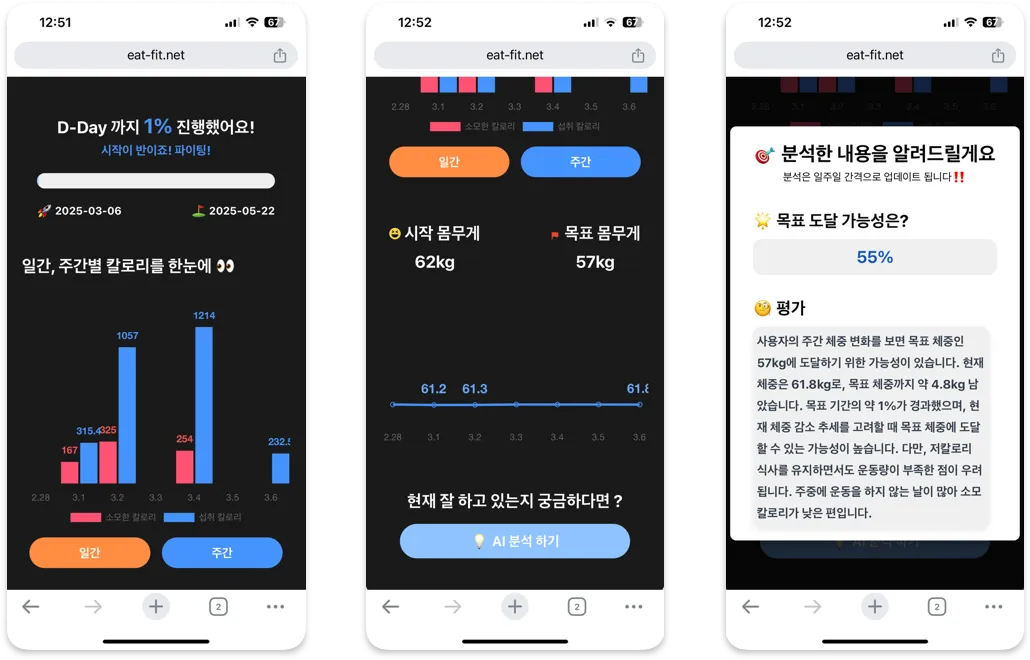 12:51
67
eat-fit.net
D-Day 까지 1% 진행했어요!
시작이 반이죠! 파이팅!
🚀 2025-03-06
⛳ 2025-05-22
일간, 주간별 칼로리를 한눈에 👀
1214
1057
315.4
325
167
254
232.5
2.28 3.1 3.2 3.3 3.4 3.5 3.6
소모한 칼로리 섭취 칼로리
일간 주간
2
12:52
67
eat-fit.net
2.28 3.1 3.2 3.3 3.4 3.5 3.6
소모한 칼로리 섭취 칼로리
일간 주간
😀 시작 몸무게 🚩 목표 몸무게
62kg 57kg
61.2 61.3 61.8
2.28 3.1 3.2 3.3 3.4 3.5 3.6
현재 잘 하고 있는지 궁금하다면 ?
💡 AI 분석 하기
2
12:52
67
eat-fit.net
2.28 3.1 3.2 3.3 3.4 3.5 3.6
🎯 분석한 내용을 알려드릴게요
분석은 일주일 간격으로 업데이트 됩니다‼️
🌟 목표 도달 가능성은?
55%
🧐 평가
사용자의 주간 체중 변화를 보면 목표 체중인
57kg에 도달하기 위한 가능성이 있습니다. 현재
체중은 61.8kg로, 목표 체중까지 약 4.8kg 남
았습니다. 목표 기간의 약 1%가 경과했으며, 현
재 체중 감소 추세를 고려할 때 목표 체중에 도달
할 수 있는 가능성이 높습니다. 다만, 저칼로리
식사를 유지하면서도 운동량이 부족한 점이 우려
됩니다. 주중에 운동을 하지 않는 날이 많아 소모
칼로리가 낮은 편입니다.
AI 분석 하기
2